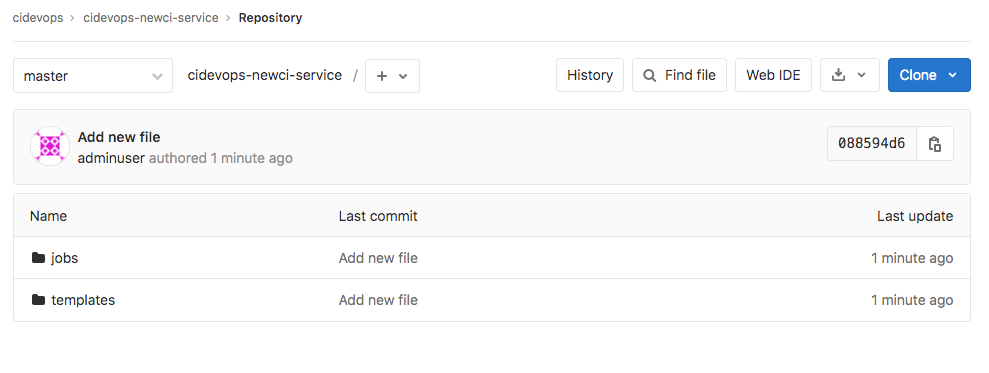 cidevops > cidevops-newci-service > Repository
master cidevops-newci-service / + History Find file Web IDE Clone
Add new file
adminuser authored 1 minute ago
088594d6
Name Last commit Last update
jobs Add new file 1 minute ago
templates Add new file 1 minute ago